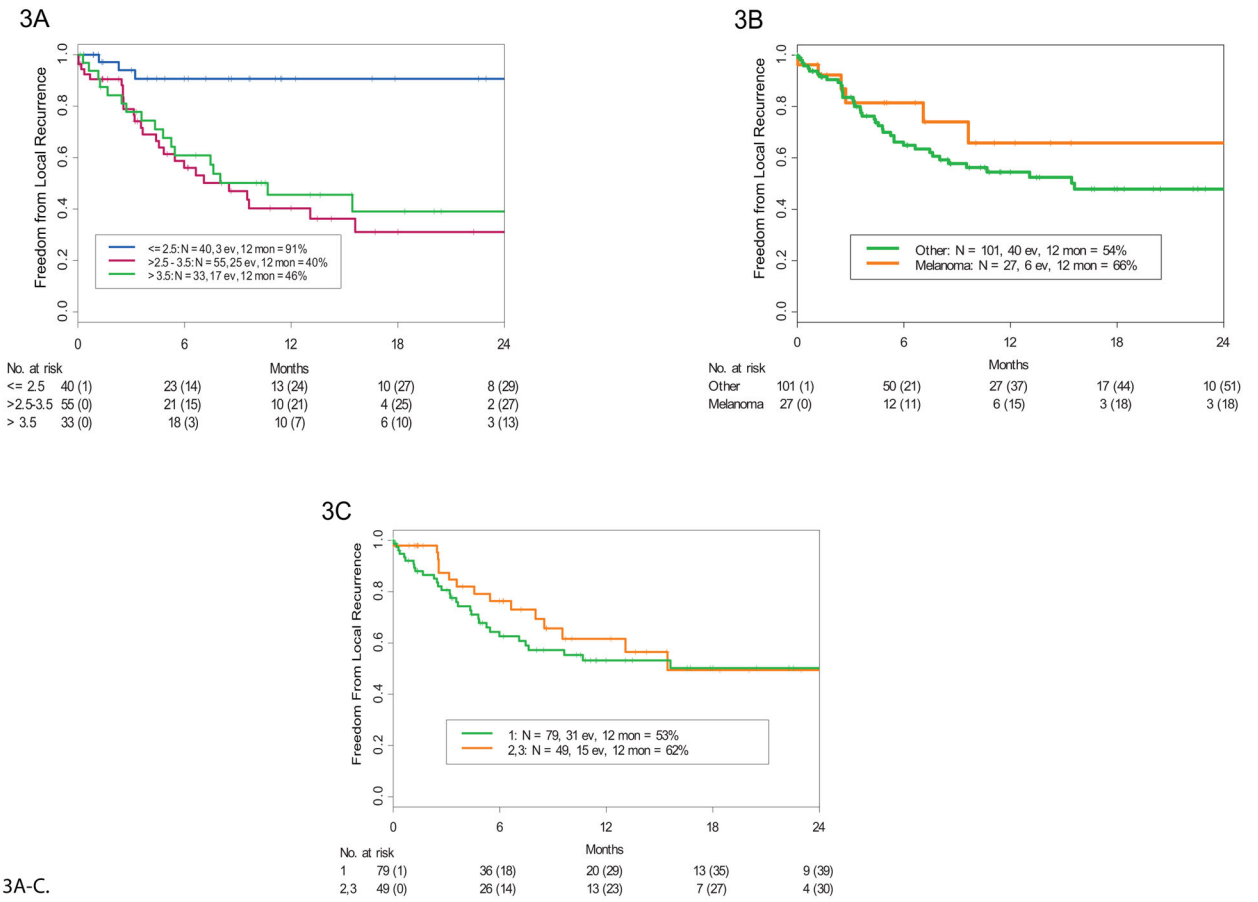 3A
Freedom from Local Recurrence
1.0
0.8
0.6
0.4
0.2
0.0
<= 2.5: N = 40, 3 ev, 12 mon = 91%
>2.5 - 3.5: N = 55, 25 ev, 12 mon = 40%
> 3.5: N = 33, 17 ev, 12 mon = 46%
0 6 12 18 24
No. at risk Months
<= 2.5 40 (1) 23 (14) 13 (24) 10 (27) 8 (29)
>2.5-3.5 55 (0) 21 (15) 10 (21) 4 (25) 2 (27)
> 3.5 33 (0) 18 (3) 10 (7) 6 (10) 3 (13)
3B
Freedom from Local Recurrence
1.0
0.8
0.6
0.4
0.2
0.0
Other: N = 101, 40 ev, 12 mon = 54%
Melanoma: N = 27, 6 ev, 12 mon = 66%
0 6 12 18 24
No. at risk Months
Other 101 (1) 50 (21) 27 (37) 17 (44) 10 (51)
Melanoma 27 (0) 12 (11) 6 (15) 3 (18) 3 (18)
3C
Freedom From Local Recurrence
1.0
0.8
0.6
0.4
0.2
0.0
1: N = 79, 31 ev, 12 mon = 53%
2,3: N = 49, 15 ev, 12 mon = 62%
0 6 12 18 24
No. at risk Months
1 79 (1) 36 (18) 20 (29) 13 (35) 9 (39)
2,3 49 (0) 26 (14) 13 (23) 7 (27) 4 (30)
3A-C.